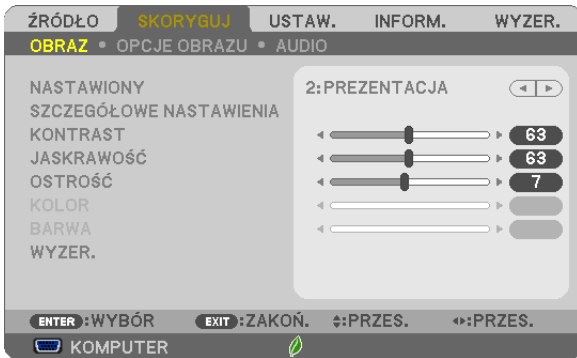 ŹRÓDŁO SKORYGUJ USTAW. INFORM. WYZER.
OBRAZ • OPCJE OBRAZU • AUDIO
NASTAWIONY 2:PREZENTACJA
SZCZEGÓŁOWE NASTAWIENIA
KONTRAST 63
JASKRAWOŚĆ 63
OSTROŚĆ 7
KOLOR
BARWA
WYZER.
ENTER :WYBÓR EXIT :ZAKOŃ. :PRZES. :PRZES.
KOMPUTER